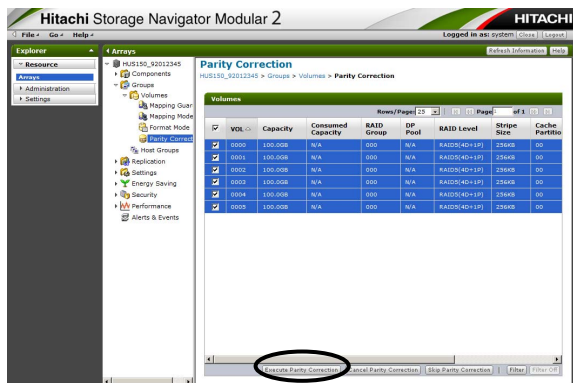 Hitachi Storage Navigator Modular 2
HITACHI
File Go Help
Logged in as: system Close Logout
Explorer
Arrays
Refresh Information Help
Resource
Arrays
Administration
Settings
HUS150_92012345
Components
Groups
Volumes
Mapping Guar
Mapping Mode
Format Mode
Parity Correct
Host Groups
Replication
Settings
Energy Saving
Security
Performance
Alerts & Events
Parity Correction
HUS150_92012345 > Groups > Volumes > Parity Correction
Volumes
Rows/Page: 25 Page of 1
VOL Capacity Consumed Capacity RAID Group DP Pool RAID Level Stripe Size Cache Partitio
0000 100.0GB N/A 000 N/A RAID5(4D+1P) 256KB 00
0001 100.0GB N/A 000 N/A RAID5(4D+1P) 256KB 00
0002 100.0GB N/A 000 N/A RAID5(4D+1P) 256KB 00
0003 100.0GB N/A 000 N/A RAID5(4D+1P) 256KB 00
0004 100.0GB N/A 000 N/A RAID5(4D+1P) 256KB 00
0005 100.0GB N/A 000 N/A RAID5(4D+1P) 256KB 00
Execute Parity Correction Cancel Parity Correction Skip Parity Correction | Filter Filter Off